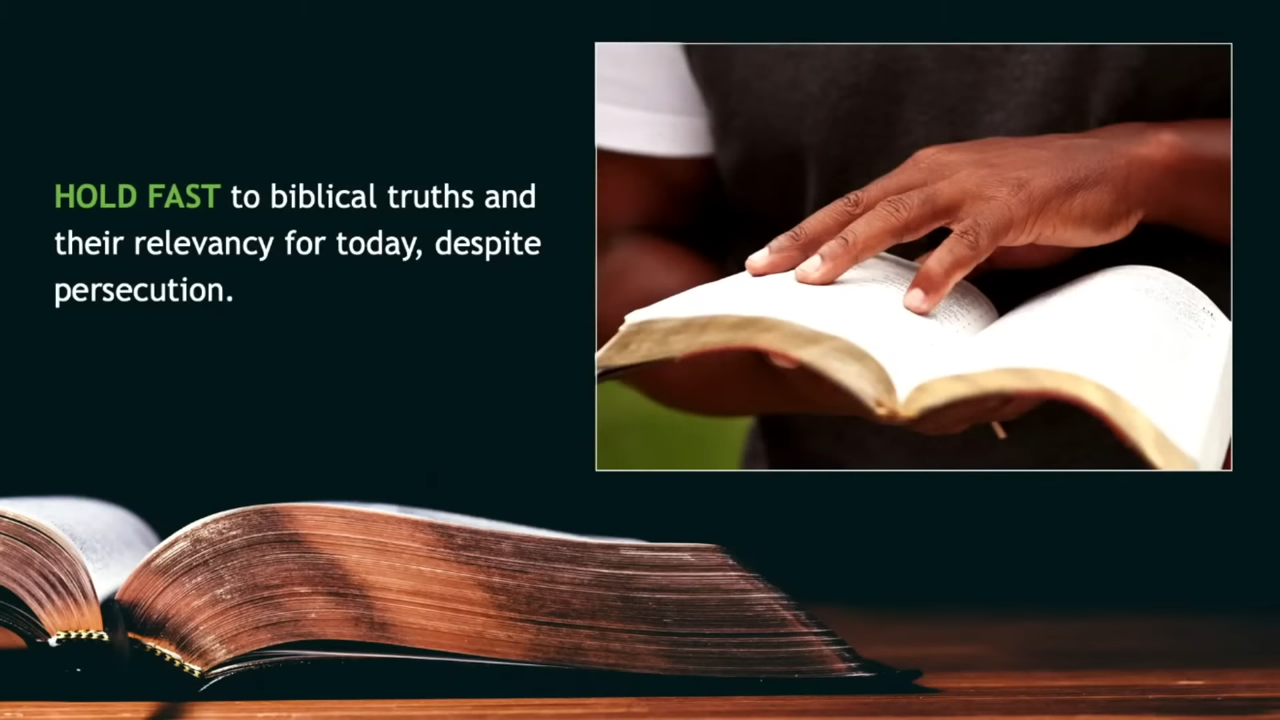 HOLD FAST to biblical truths and
their relevancy for today, despite
persecution.